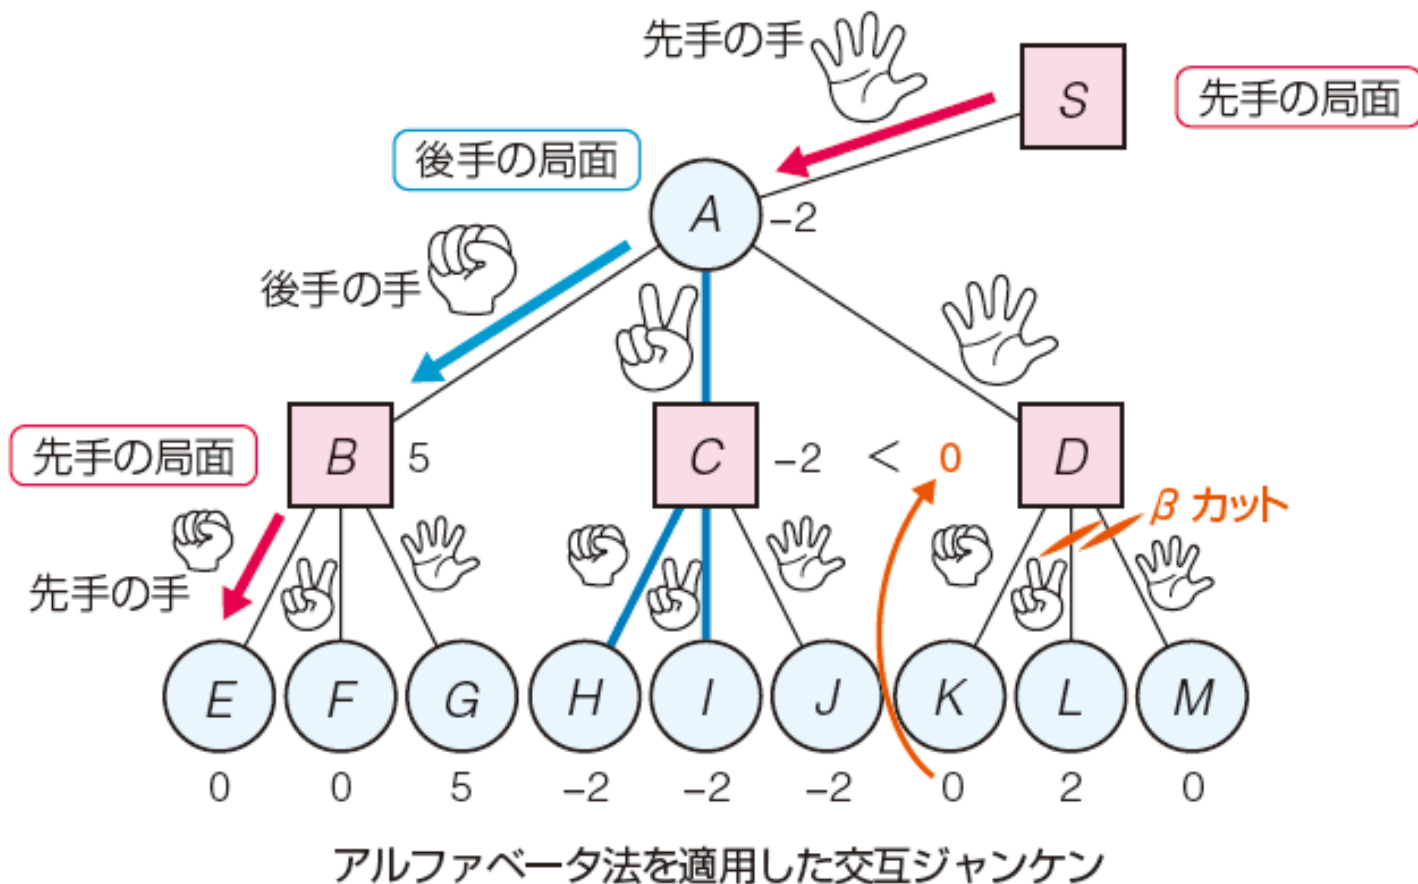 先手の手
S
先手の局面
後手の局面
A
-2
後手の手
先手の局面
B
5
C
-2 < 0
D
β カット
先手の手
E F G H I J K L M
0 0 5 -2 -2 -2 0 2 0
アルファベータ法を適用した交互ジャンケン